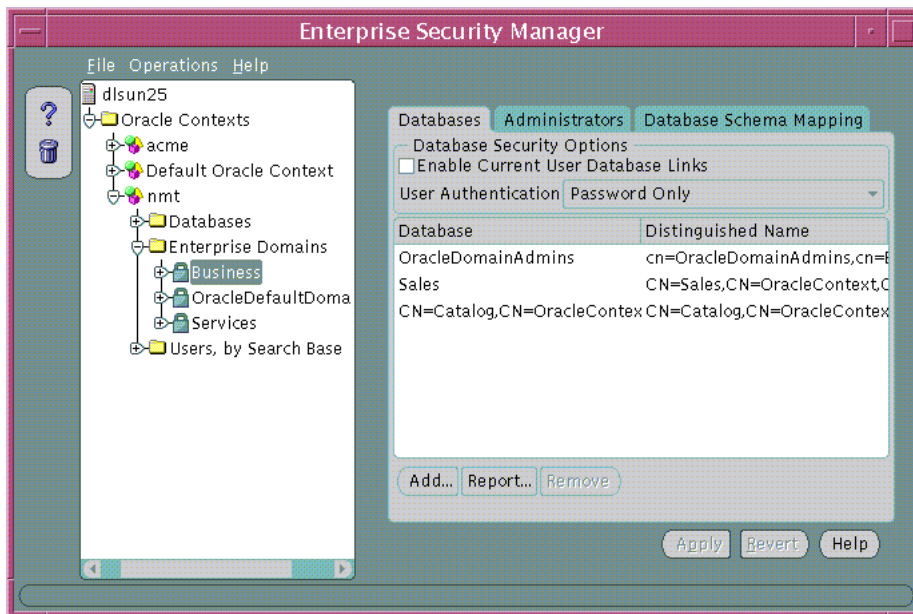 Enterprise Security Manager
File Operations Help
dlsun25
Oracle Contexts
acme
Default Oracle Context
nmt
Databases
Enterprise Domains
Business
OracleDefaultDoma
Services
Users, by Search Base
Databases Administrators Database Schema Mapping
Database Security Options
Enable Current User Database Links
User Authentication Password Only
Database Distinguished Name
OracleDomainAdmins cn=OracleDomainAdmins,cn=B
Sales CN=Sales,CN=OracleContext,C
CN=Catalog,CN=OracleContex CN=Catalog,CN=OracleContex
Add... Report... Remove
Apply Revert Help